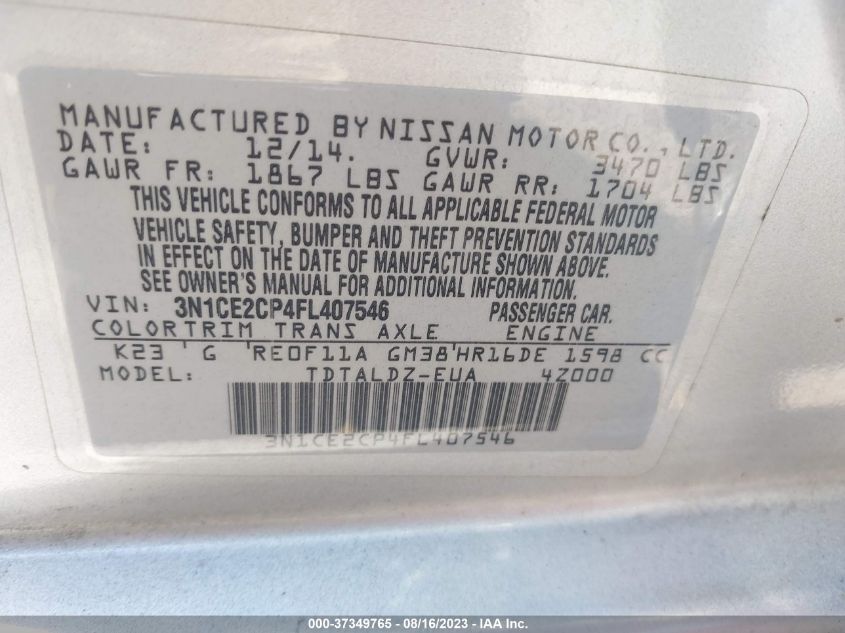 MANUFACTURED BY NISSAN MOTOR CO., LTD.
DATE: 12/14. GVWR: 3470 LBS
GAWR FR: 1867 LBS GAWR RR: 1704 LBS
THIS VEHICLE CONFORMS TO ALL APPLICABLE FEDERAL MOTOR
VEHICLE SAFETY, BUMPER AND THEFT PREVENTION STANDARDS
IN EFFECT ON THE DATE OF MANUFACTURE SHOWN ABOVE.
SEE OWNER'S MANUAL FOR ADDITIONAL INFORMATION.
VIN: 3N1CE2CP4FL407546 PASSENGER CAR.
COLOR TRIM TRANS AXLE ENGINE
K23 ' G 'RE0F11A GM38'HR16DE 1598 CC
MODEL: TDTALDZ-EUA 4Z000
3N1CE2CP4FL407546
000-37349765 - 08/16/2023 - IAA Inc.